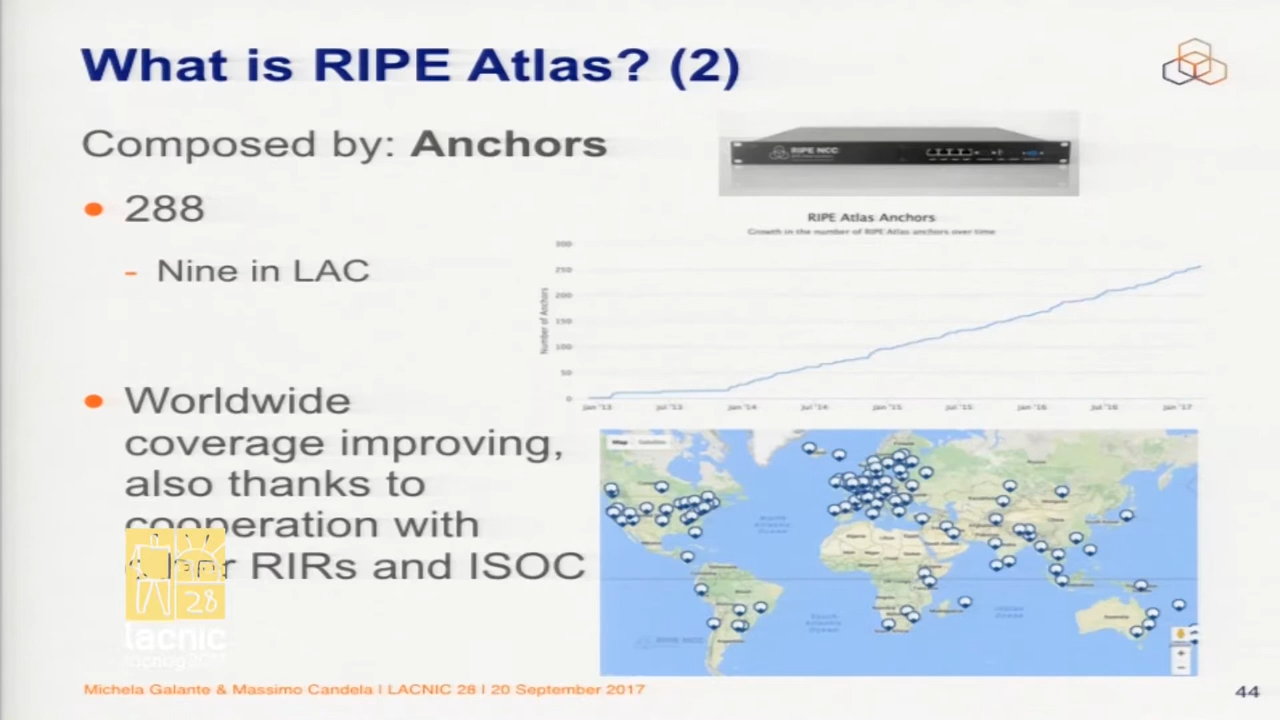 What is RIPE Atlas? (2)
Composed by: Anchors
288
- Nine in LAC
Worldwide
coverage improving,
also thanks to
cooperation with
RIRs and ISOC
28
lacnic
RIPE NCC
RIPE Atlas Anchors
Growth in the number of RIPE Atlas anchors over time
Number of Anchors
300
250
200
150
100
50
0
Jan '13
Jul '13
Jan '14
Jul '14
Jan '15
Jul '15
Jan '16
Jul '16
Jan '17
Map
Michela Galante & Massimo Candela | LACNIC 28 | 20 September 2017
44